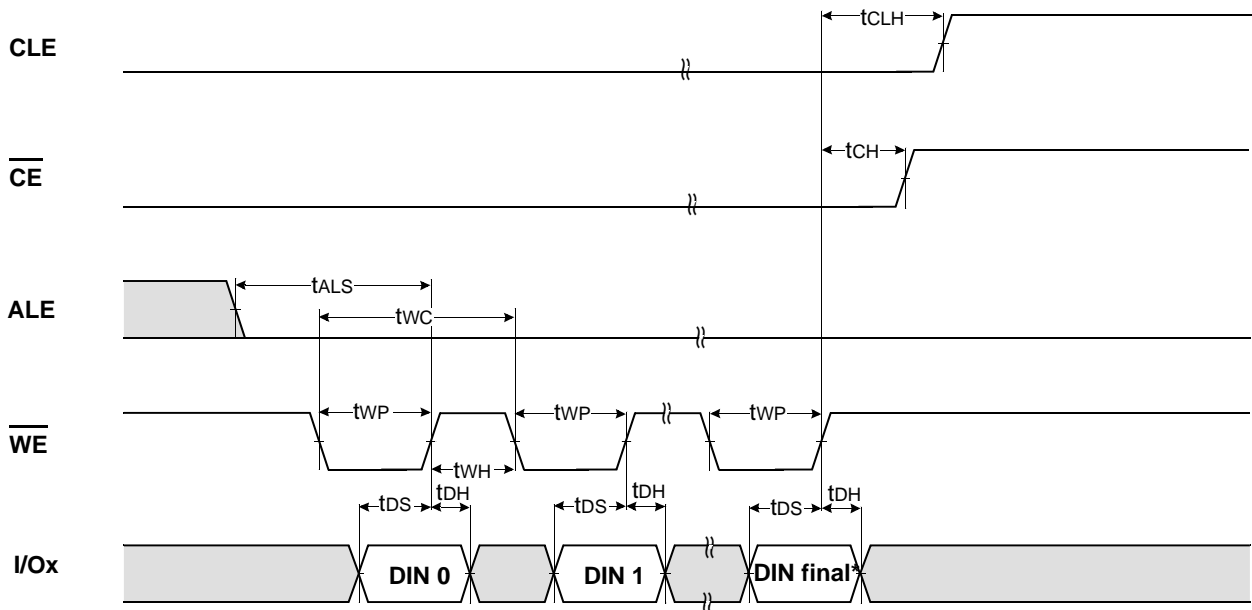 CLE
tCLH
CE
tCH
ALE
tALS
tWC
WE
tWP
tWP
tWP
tWH
tDS
tDH
tDS
tDH
tDS
tDH
I/Ox
DIN 0
DIN 1
DIN final*